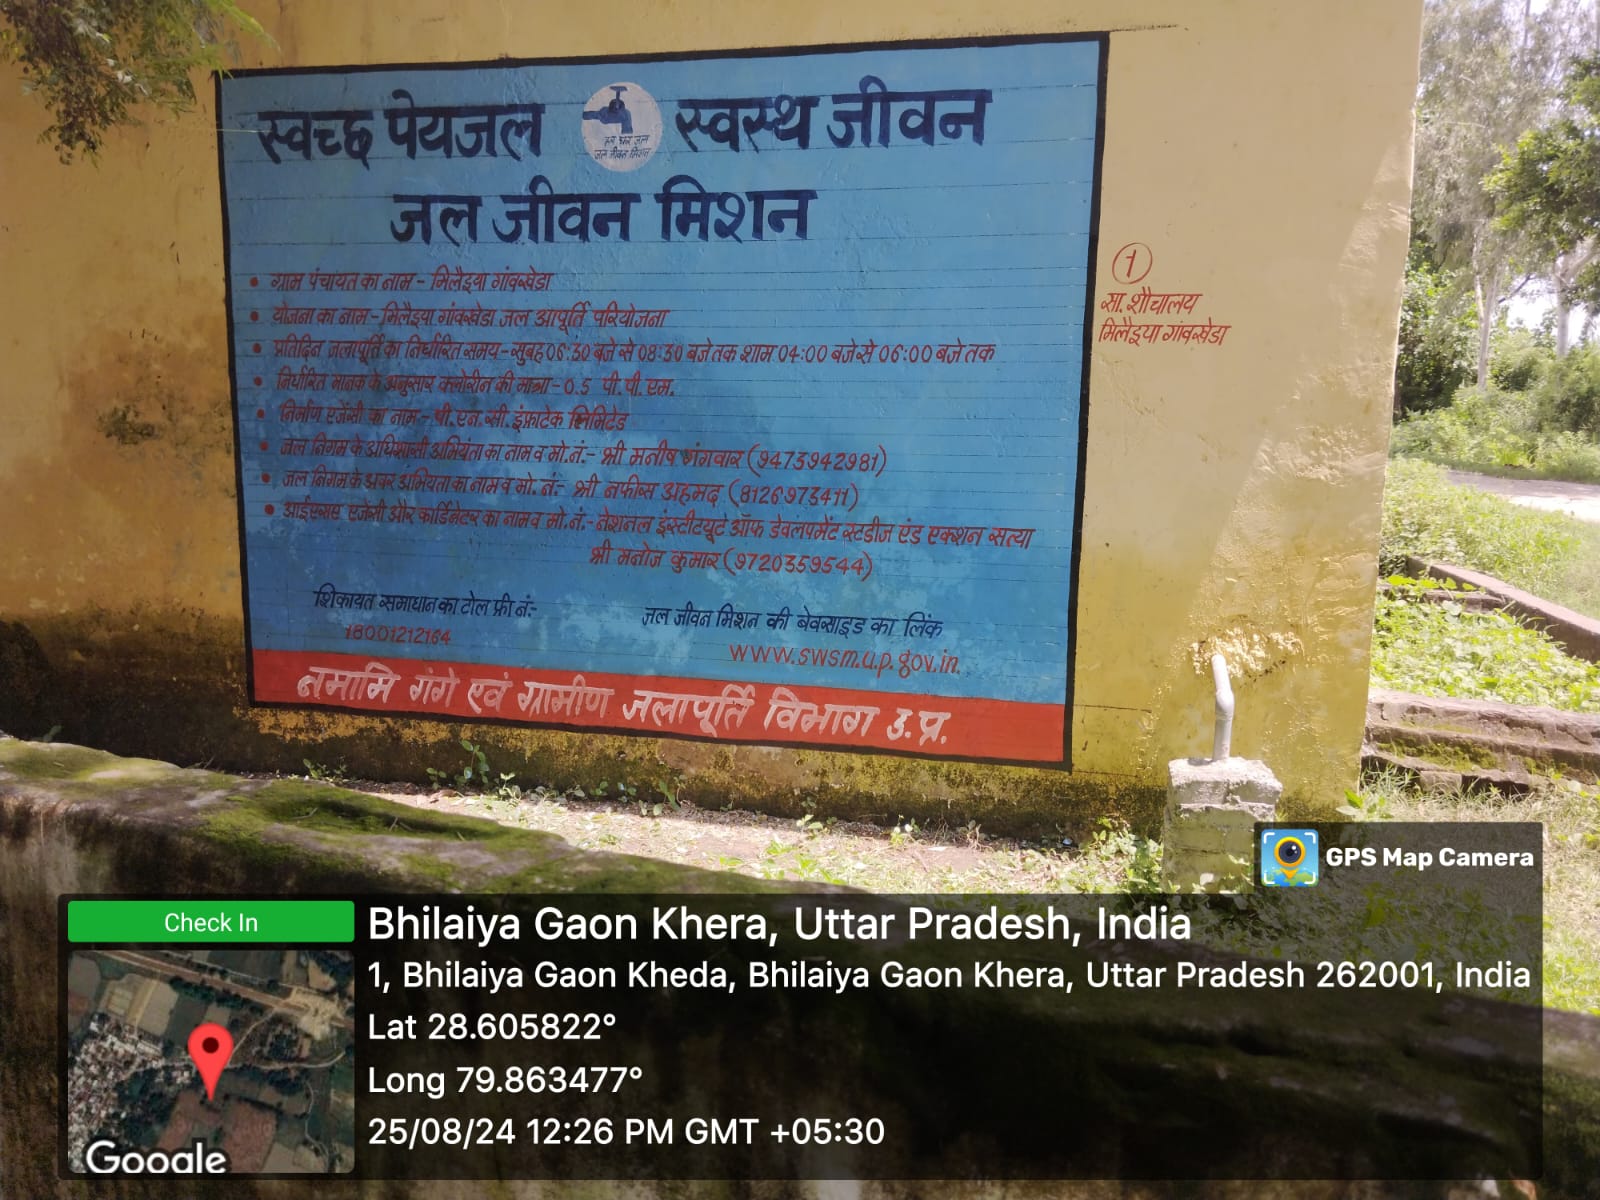 स्वच्छ पेयजल स्वस्थ जीवन
हर घर जल
जल जीवन मिशन
जल जीवन मिशन
• ग्राम पंचायत का नाम - भिलैइया गांवखेडा
• योजना का नाम - भिलैइया गांवखेडा जल आपूर्ति परियोजना
• प्रतिदिन जलापूर्ति का निर्धारित समय - सुबह 06:30 बजे से 08:30 बजे तक शाम 04:00 बजे से 06:00 बजे तक
• निर्धारित मानक के अनुसार क्लोरीन की मात्रा - 0.5 पी. पी. एम.
• निर्माण एजेंसी का नाम - पी. एन. सी. इंफ्राटेक लिमिटेड
• जल निगम के अधिशासी अभियंता का नाम व मो. नं. - श्री मनीष गंगवार (9473942981)
• जल निगम के अवर अभियंता का नाम व मो. नं. - श्री नफीस अहमद (8126973411)
• आईएसए एजेंसी और कार्डिनेटर का नाम व मो. नं. - नेशनल इंस्टीटयूट ऑफ डेवलपमेंट स्टडीज एंड एक्शन सत्या
श्री मनोज कुमार (9720359544)
शिकायत समाधान का टोल फ्री नं:-
18001212164
जल जीवन मिशन की बेवसाइड का लिंक
www.swsm.up.gov.in.
नमामि गंगे एवं ग्रामीण जलापूर्ति विभाग उ.प्र.
1
सा. शौचालय
भिलैइया गांवखेडा
GPS Map Camera
Check In
Bhilaiya Gaon Khera, Uttar Pradesh, India
1, Bhilaiya Gaon Kheda, Bhilaiya Gaon Khera, Uttar Pradesh 262001, India
Lat 28.605822°
Long 79.863477°
25/08/24 12:26 PM GMT +05:30
Google